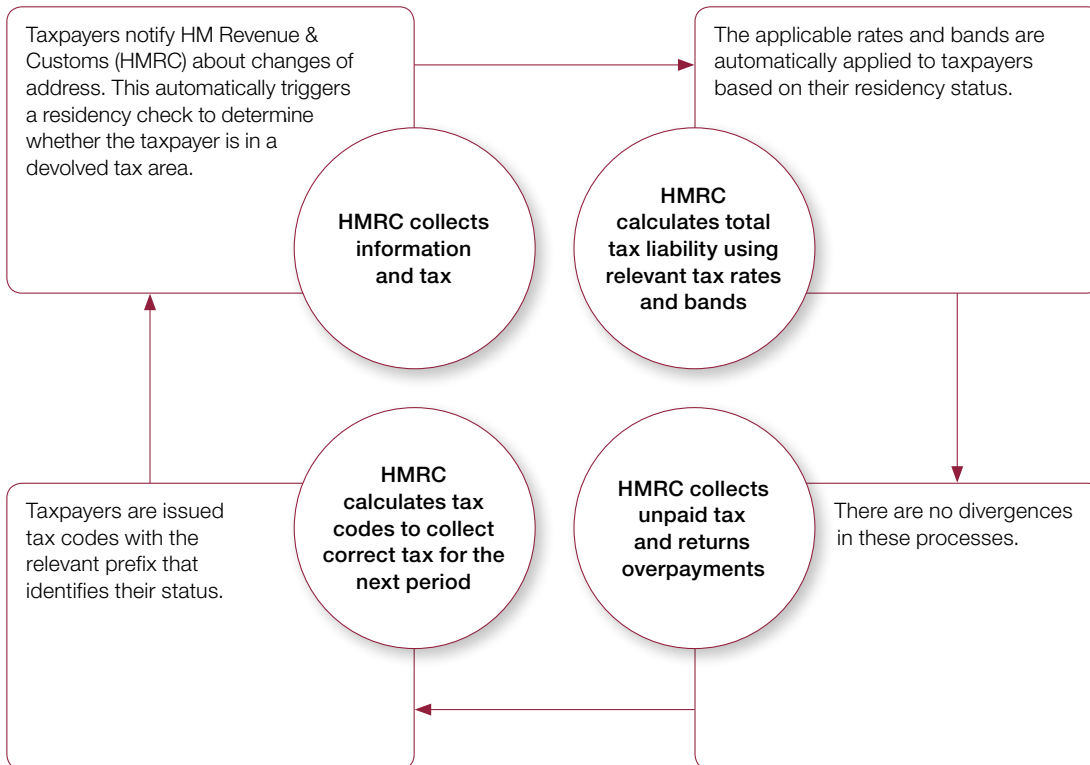 Taxpayers notify HM Revenue &
Customs (HMRC) about changes of
address. This automatically triggers
a residency check to determine
whether the taxpayer is in a
devolved tax area.
HMRC collects
information
and tax
The applicable rates and bands are
automatically applied to taxpayers
based on their residency status.
HMRC
calculates total
tax liability using
relevant tax rates
and bands
There are no divergences
in these processes.
HMRC collects
unpaid tax
and returns
overpayments
Taxpayers are issued
tax codes with the
relevant prefix that
identifies their status.
HMRC
calculates tax
codes to collect
correct tax for the
next period